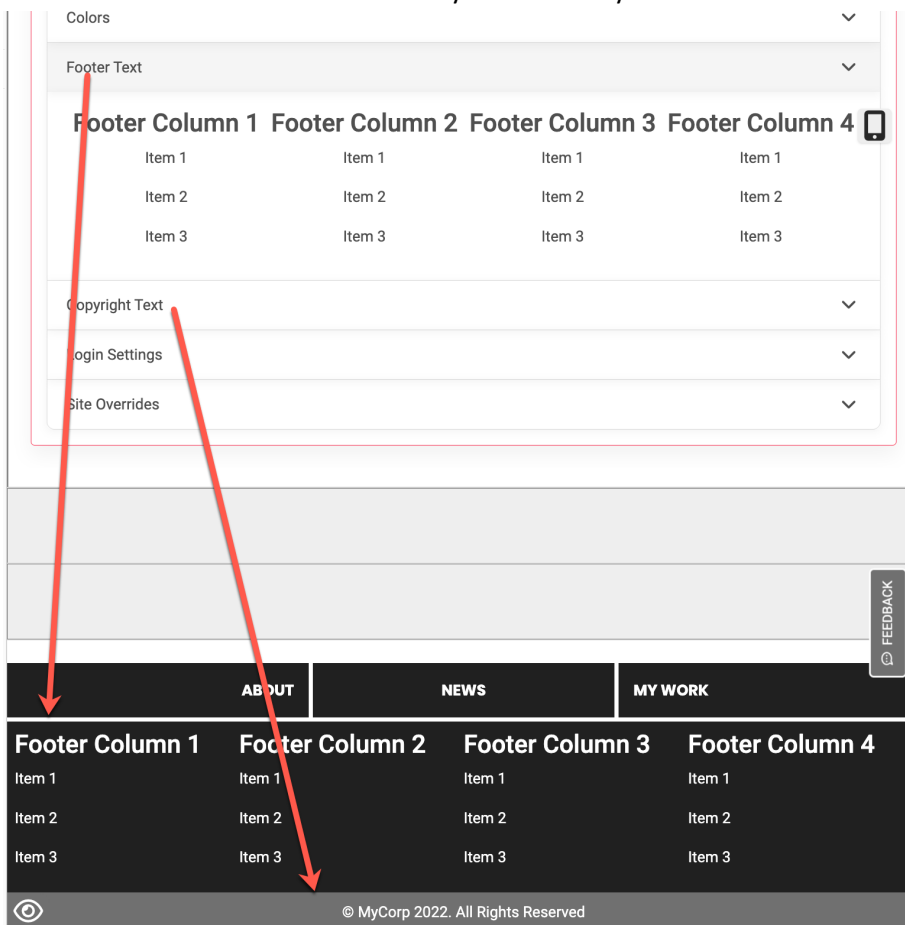 Colors
Footer Text
Footer Column 1 Footer Column 2 Footer Column 3 Footer Column 4
Item 1 Item 1 Item 1 Item 1
Item 2 Item 2 Item 2 Item 2
Item 3 Item 3 Item 3 Item 3
Copyright Text
Login Settings
Site Overrides
FEEDBACK
ABOUT NEWS MY WORK
Footer Column 1 Footer Column 2 Footer Column 3 Footer Column 4
Item 1 Item 1 Item 1 Item 1
Item 2 Item 2 Item 2 Item 2
Item 3 Item 3 Item 3 Item 3
© MyCorp 2022. All Rights Reserved